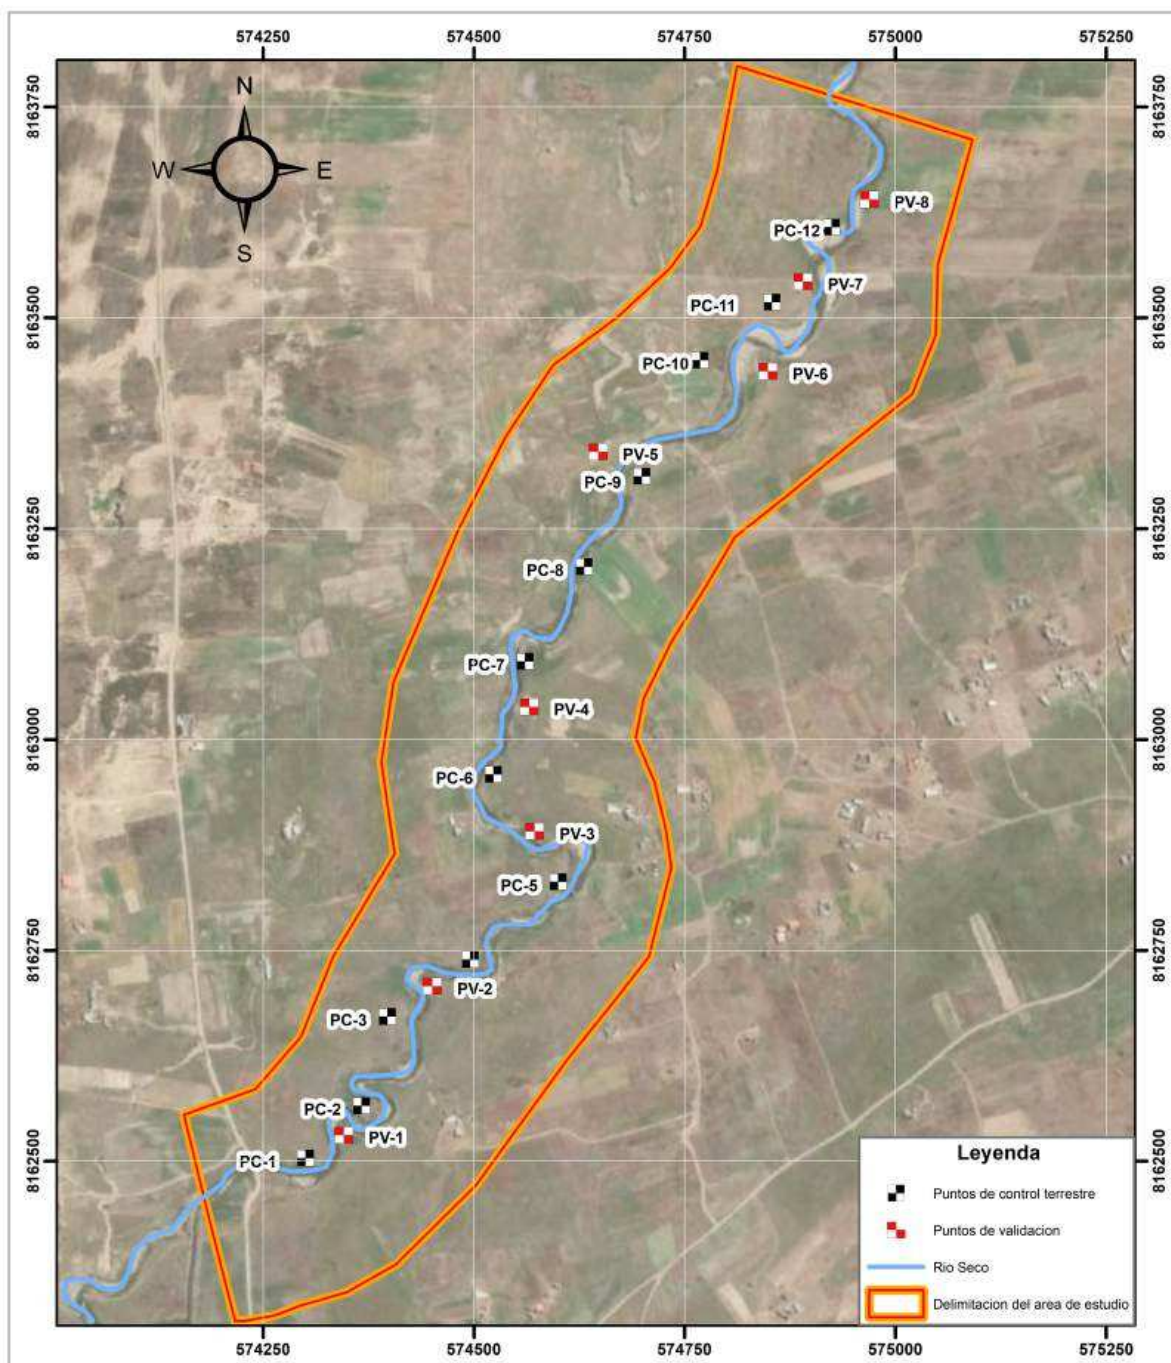 574250 574500 574750 575000 575250
8163750 8163750
N
W E
S
PV-8
PC-12
PV-7
PC-11
8163500 8163500
PC-10
PV-6
PV-5
PC-9
8163250 8163250
PC-8
PC-7
PV-4
8163000 8163000
PC-6
PV-3
PC-5
8162750 8162750
PV-2
PC-3
PC-2
PV-1
PC-1
8162500 8162500
Leyenda
Puntos de control terrestre
Puntos de validacion
Rio Seco
Delimitacion del area de estudio
574250 574500 574750 575000 575250